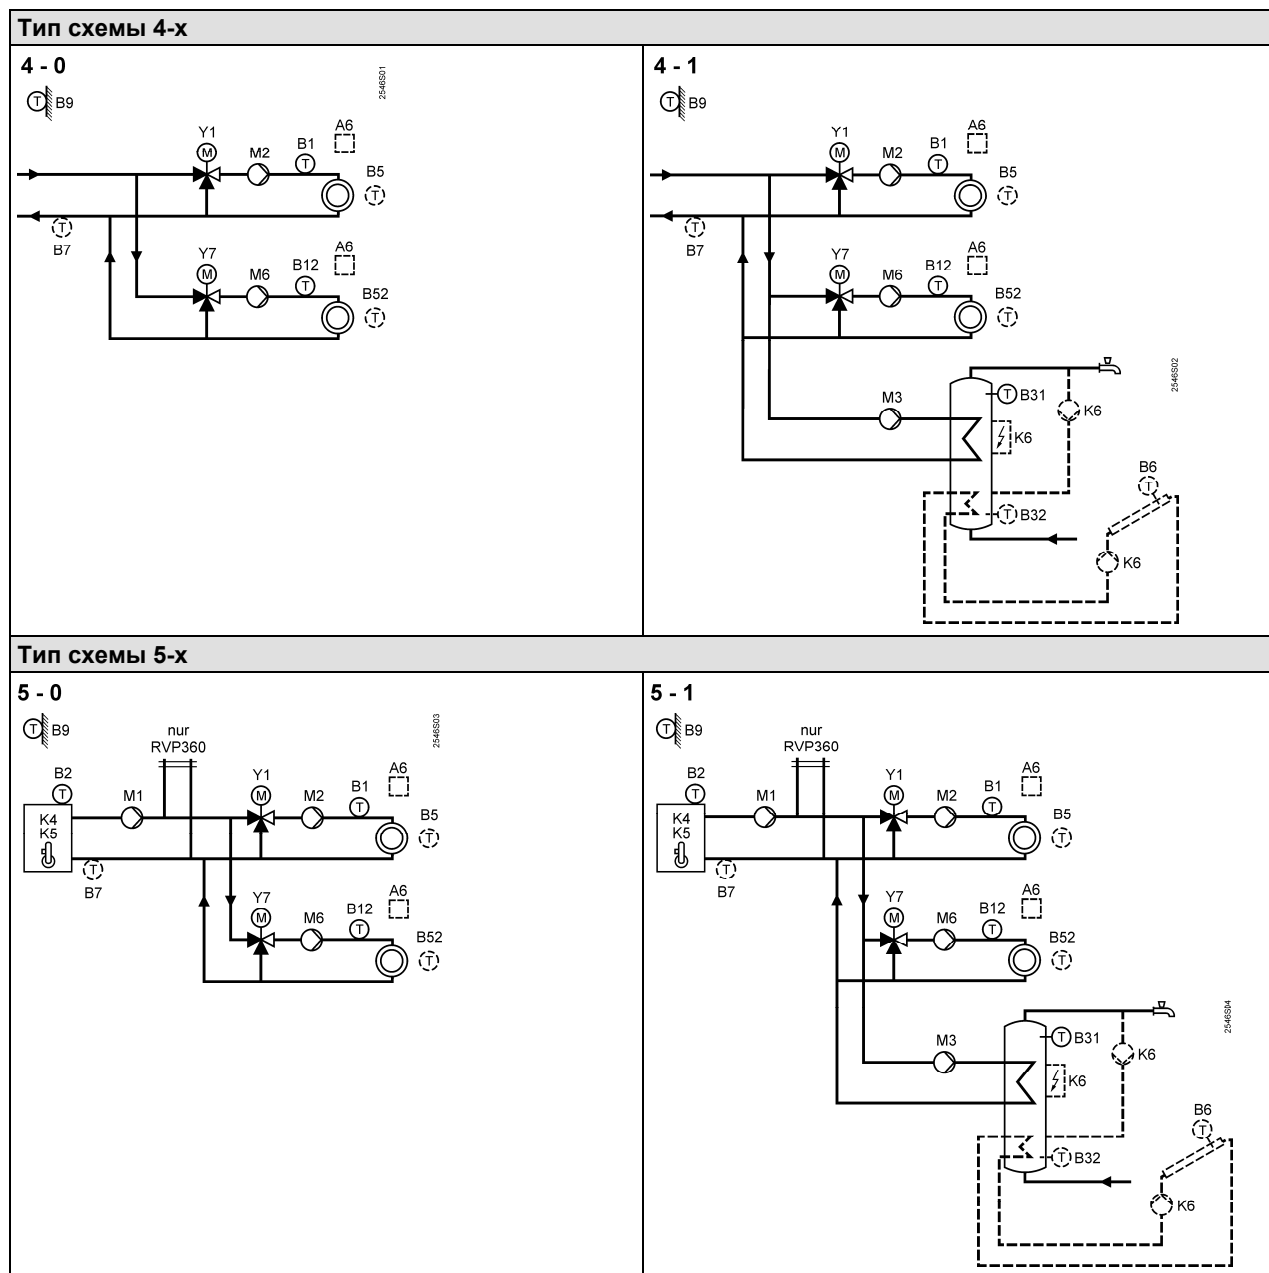 Тип схемы 4-x
4 - 0
2546S01
T B9
A6
Y1
M
M2
B1
T
B5
T
T
B7
A6
Y7
M
M6
B12
T
B52
T
4 - 1
T B9
A6
Y1
M
M2
B1
T
B5
T
T
B7
A6
Y7
M
M6
B12
T
B52
T
2546S02
M3
T B31
K6
K6
B6
T
T B32
K6
Тип схемы 5-x
5 - 0
T B9
nur
RVP360
2546S03
B2
T
M1
Y1
M
M2
B1
T
A6
K4
K5
B5
T
T
B7
Y7
M
M6
B12
T
A6
B52
T
5 - 1
T B9
nur
RVP360
B2
T
M1
Y1
M
M2
B1
T
A6
K4
K5
B5
T
T
B7
Y7
M
M6
B12
T
A6
B52
T
2546S04
M3
T B31
K6
K6
B6
T
T B32
K6